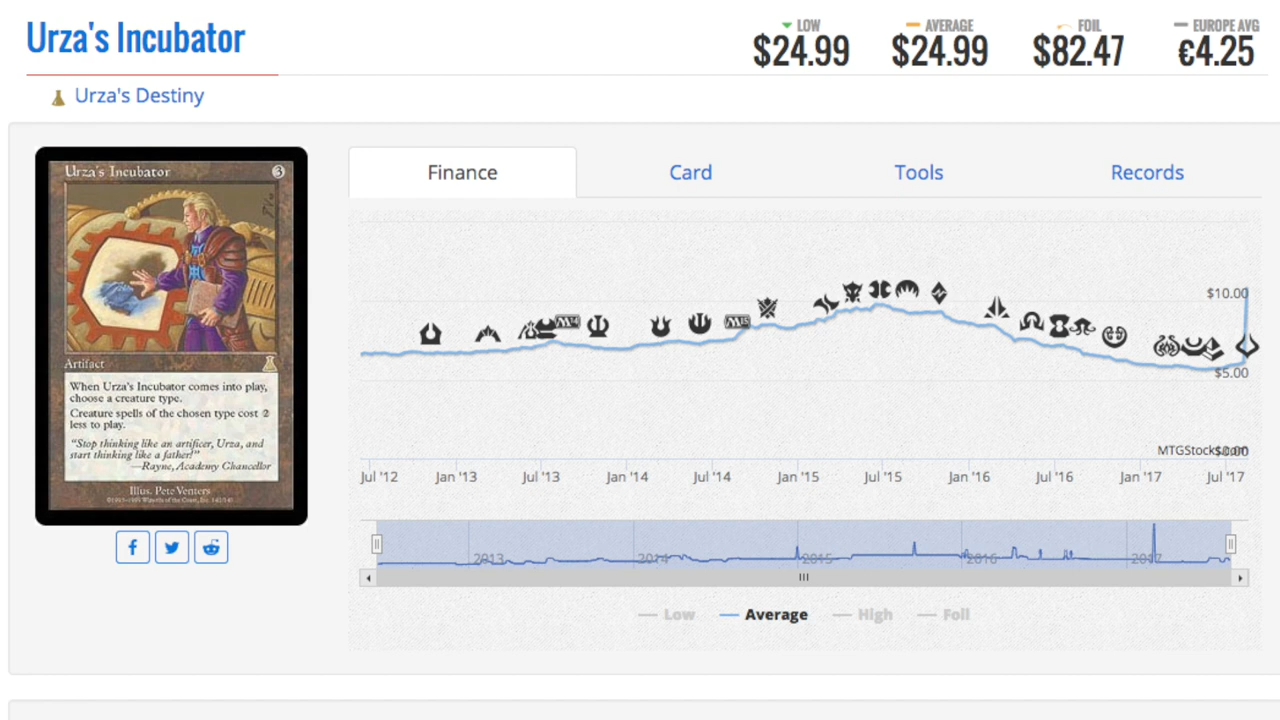 Urza's Incubator
LOW
AVERAGE
FOIL
EUROPE AVG
$24.99
$24.99
$82.47
€4.25
Urza's Destiny
Urza's Incubator
3
Artifact
When Urza's Incubator comes into play,
choose a creature type.
Creature spells of the chosen type cost 2
less to play.
"Stop thinking like an artificer, Urza, and
start thinking like a father!"
—Rayne, Academy Chancellor
Illus. Pete Venters
Finance
Card
Tools
Records
$10.00
$5.00
$0.00
M14
M15
MTGStocks.com
Jul '12
Jan '13
Jul '13
Jan '14
Jul '14
Jan '15
Jul '15
Jan '16
Jul '16
Jan '17
Jul '17
2013
2014
2015
2016
2017
Low
Average
High
Foil